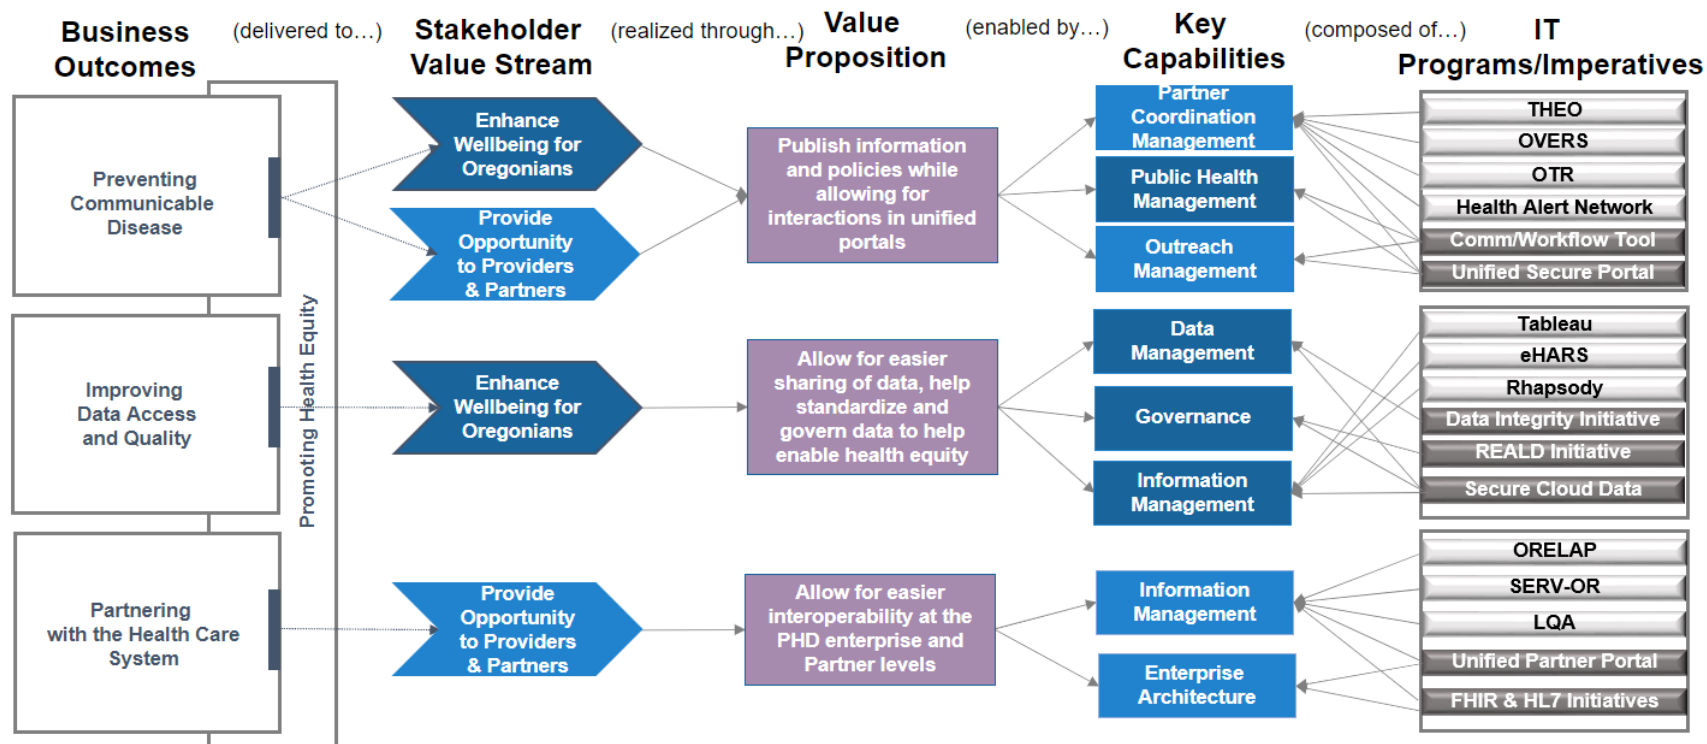 Business
Outcomes
(delivered to…)
Stakeholder
Value Stream
(realized through…)
Value
Proposition
(enabled by…)
Key
Capabilities
(composed of…)
IT
Programs/Imperatives
Promoting Health Equity
Preventing
Communicable
Disease
Enhance
Wellbeing for
Oregonians
Provide
Opportunity
to Providers
& Partners
Publish information
and policies while
allowing for
interactions in unified
portals
Partner
Coordination
Management
Public Health
Management
Outreach
Management
THEO
OVERS
OTR
Health Alert Network
Comm/Workflow Tool
Unified Secure Portal
Improving
Data Access
and Quality
Enhance
Wellbeing for
Oregonians
Allow for easier
sharing of data, help
standardize and
govern data to help
enable health equity
Data
Management
Governance
Information
Management
Tableau
eHARS
Rhapsody
Data Integrity Initiative
REALD Initiative
Secure Cloud Data
Partnering
with the Health Care
System
Provide
Opportunity
to Providers
& Partners
Allow for easier
interoperability at the
PHD enterprise and
Partner levels
Information
Management
Enterprise
Architecture
ORELAP
SERV-OR
LQA
Unified Partner Portal
FHIR & HL7 Initiatives